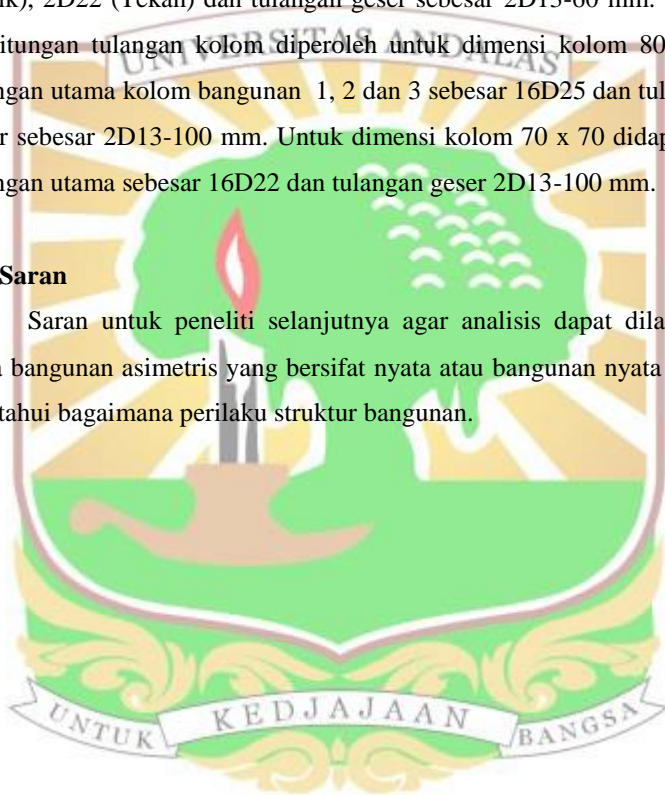 k), 2D22 (Tekan) dan tulangan geser sebesar 2D13-60 mm.
itungan tulangan kolom diperoleh untuk dimensi kolom 80
UNIVERSITAS ANDALAS
ngan utama kolom bangunan 1, 2 dan 3 sebesar 16D25 dan tul
r sebesar 2D13-100 mm. Untuk dimensi kolom 70 x 70 didap
ngan utama sebesar 16D22 dan tulangan geser 2D13-100 mm.
Saran
Saran untuk peneliti selanjutnya agar analisis dapat dila
a bangunan asimetris yang bersifat nyata atau bangunan nyata
tahui bagaimana perilaku struktur bangunan.
UNTUK KEDJAJAAN BANGSA